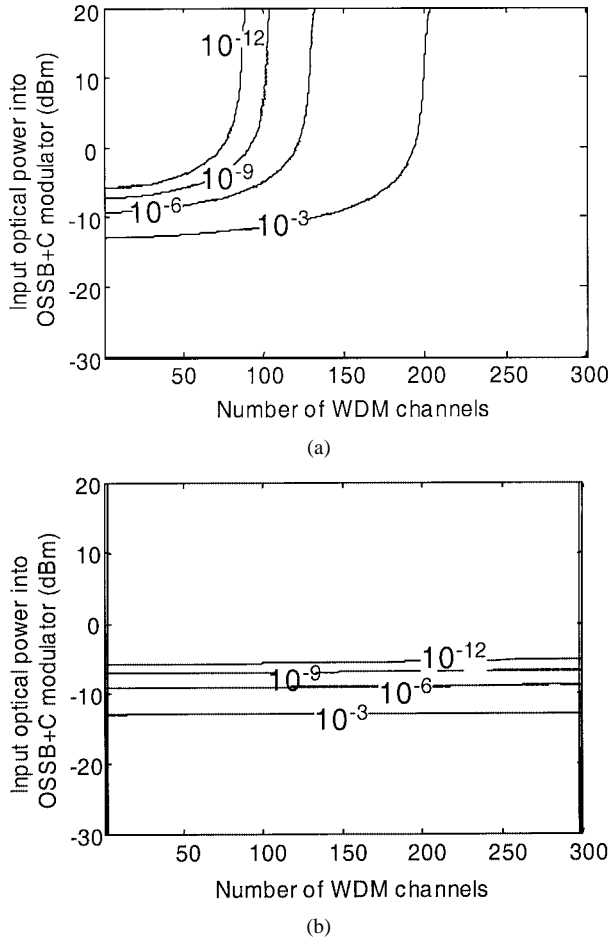 20
10
0
-10
-20
-30
Input optical power into
OSSB+C modulator (dBm)
10-12
10-9
10-6
10-3
50 100 150 200 250 300
Number of WDM channels
(a)
20
10
0
-10
-20
-30
Input optical power into
OSSB+C modulator (dBm)
10-12
10-9
10-6
10-3
50 100 150 200 250 300
Number of WDM channels
(b)